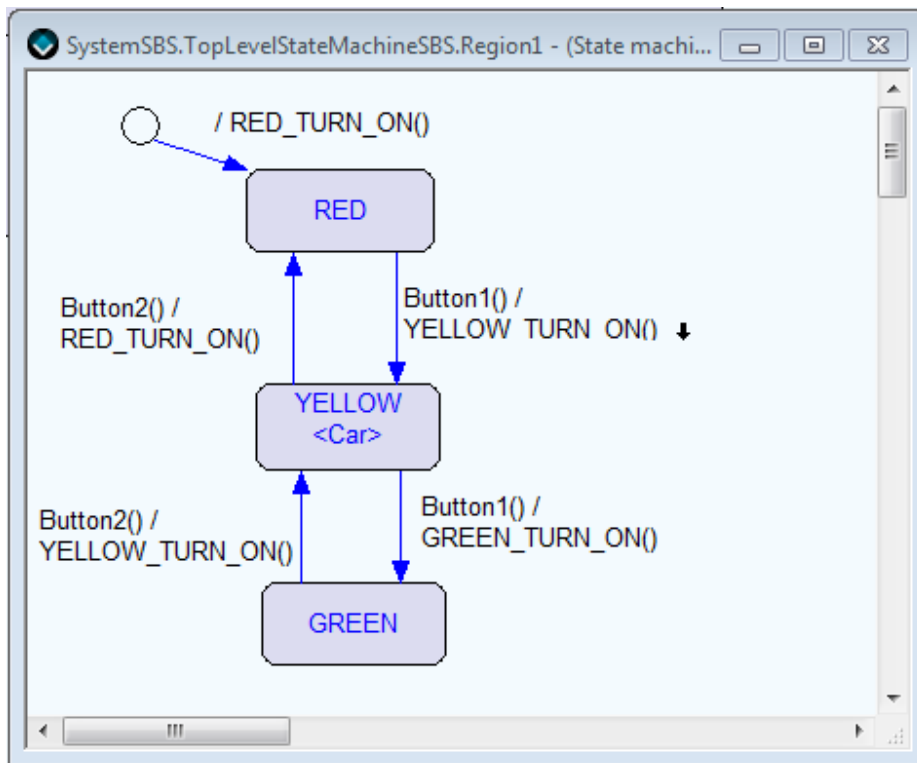 SystemSBS.TopLevelStateMachineSBS.Region1 - (State machi...
/ RED_TURN_ON()
RED
Button2() /
RED_TURN_ON()
Button1() /
YELLOW_TURN_ON()
YELLOW
<Car>
Button2() /
YELLOW_TURN_ON()
Button1() /
GREEN_TURN_ON()
GREEN